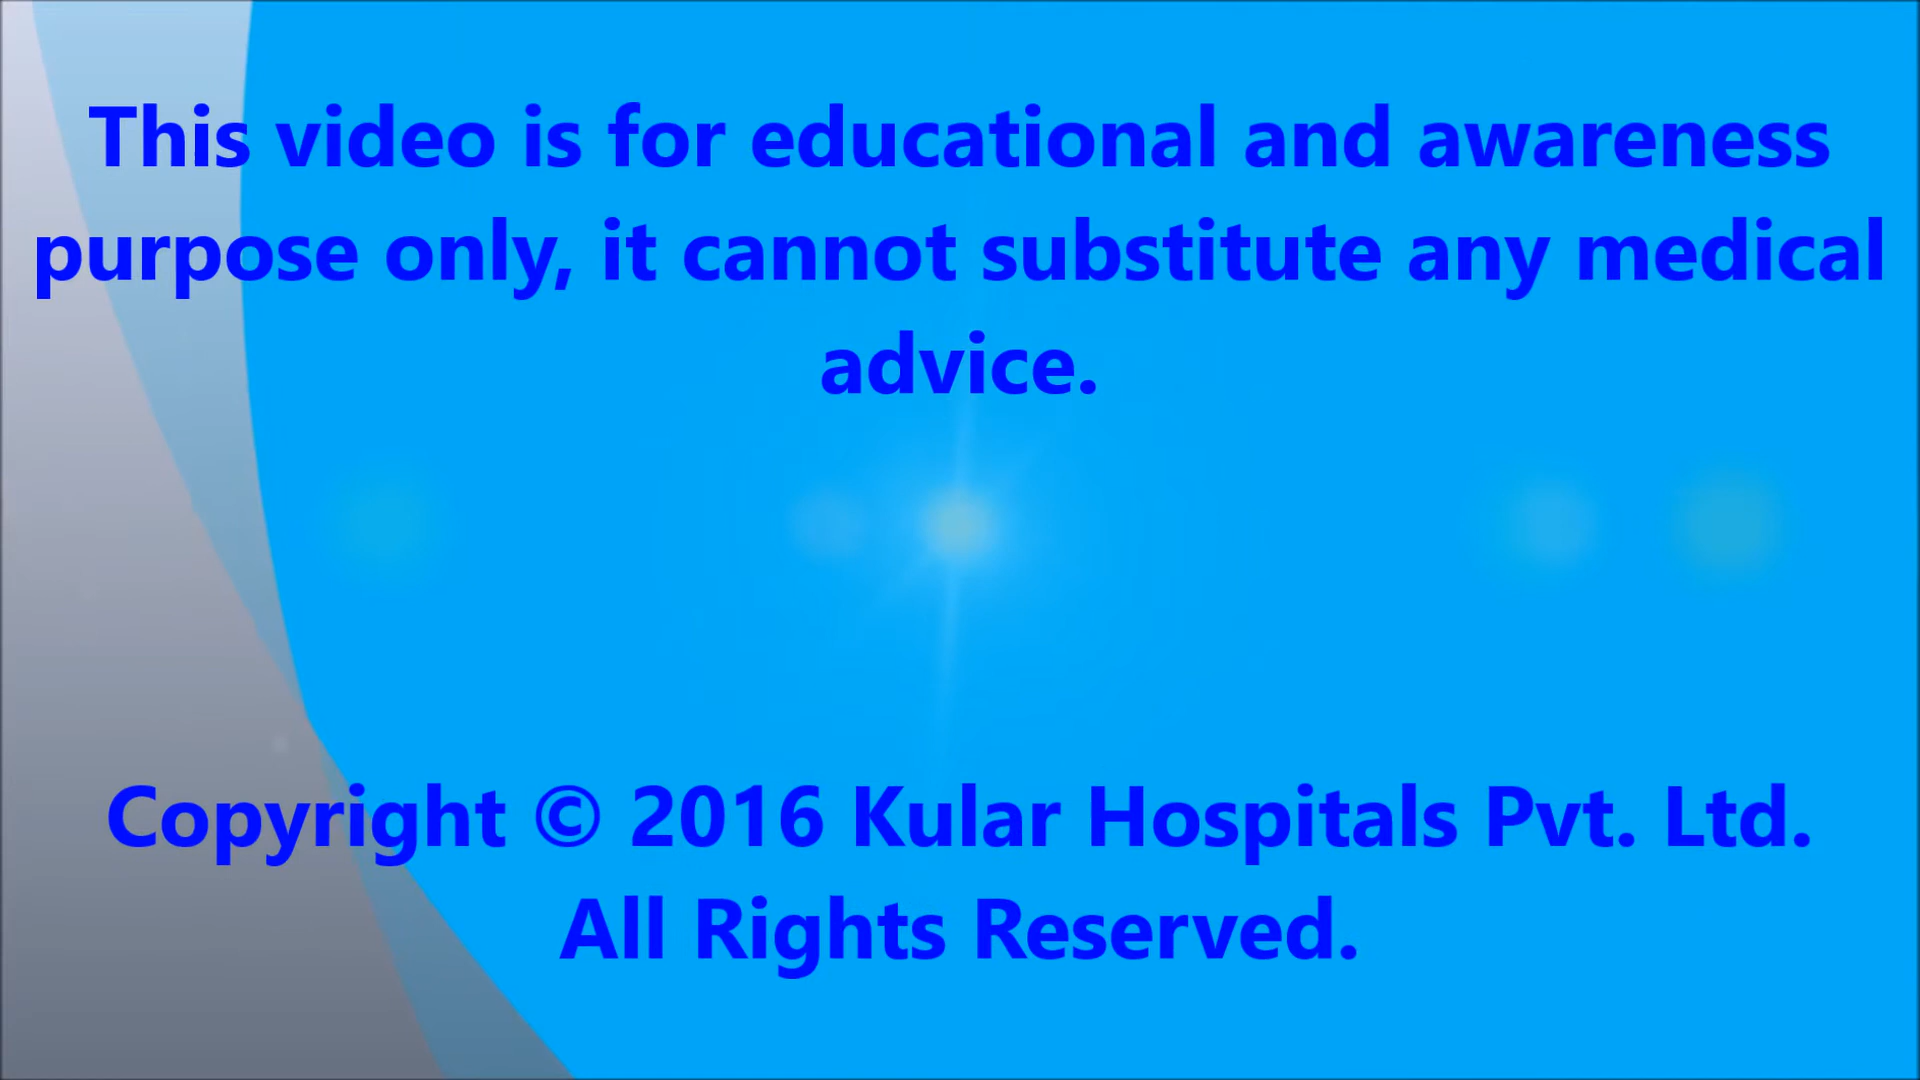 This video is for educational and awareness
purpose only, it cannot substitute any medical
advice.
Copyright © 2016 Kular Hospitals Pvt. Ltd.
All Rights Reserved.